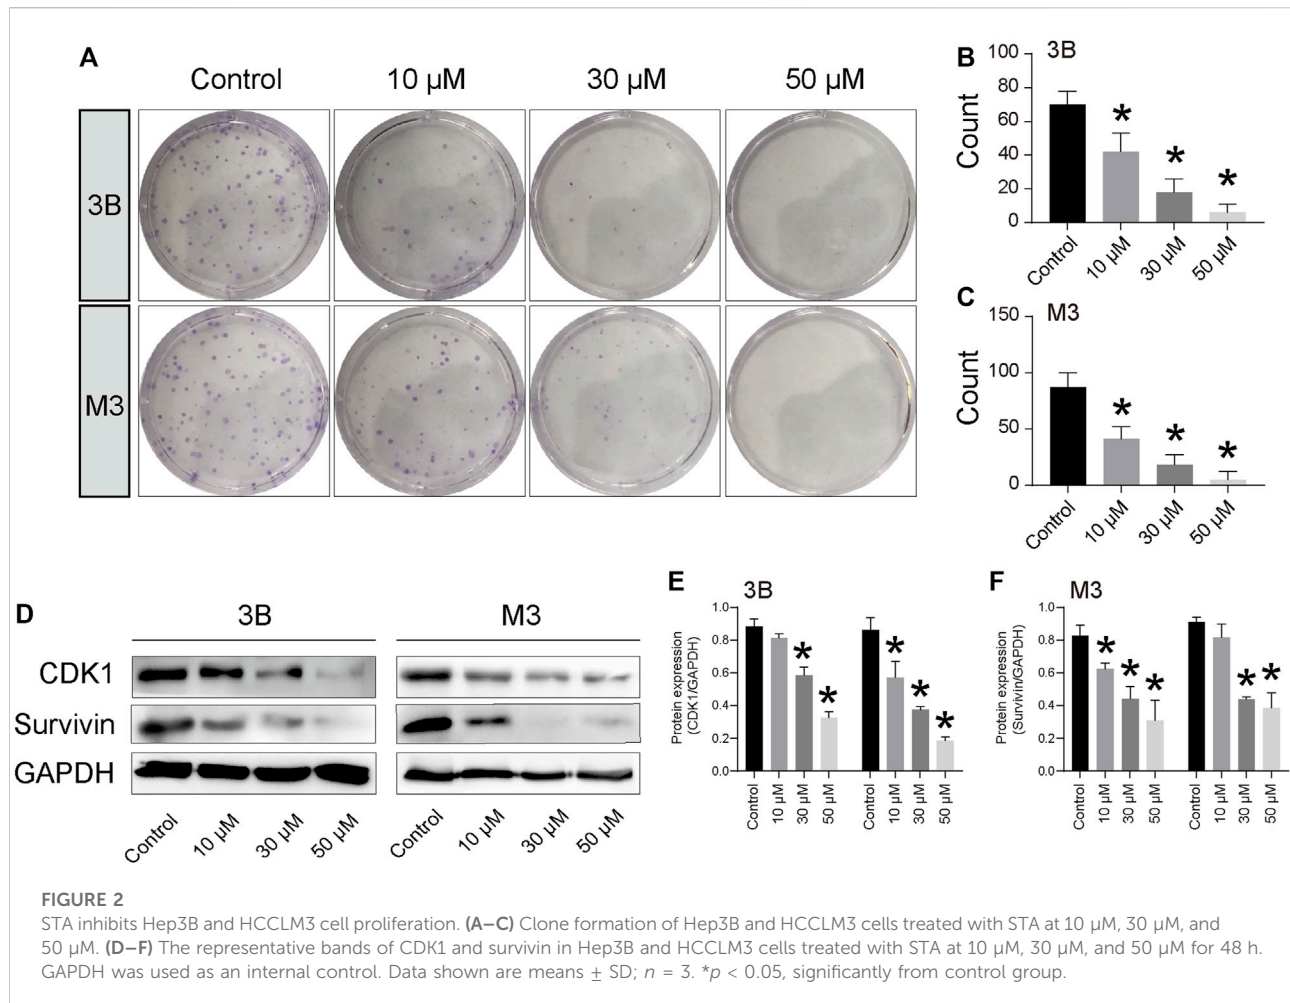 A
Control 10 µM 30 µM 50 µM
3B
M3
B
3B
Count
100
80
60
40
20
0
Control 10 µM 30 µM 50 µM
* * *
C
M3
Count
150
100
50
0
Control 10 µM 30 µM 50 µM
* * *
D
3B M3
CDK1
Survivin
GAPDH
Control 10 µM 30 µM 50 µM Control 10 µM 30 µM 50 µM
E
3B
Protein expression
(CDK1/GAPDH)
1.0
0.8
0.6
0.4
0.2
0.0
* * * * *
Control 10 µM 30 µM 50 µM Control 10 µM 30 µM 50 µM
F
M3
Protein expression
(Survivin/GAPDH)
1.0
0.8
0.6
0.4
0.2
0.0
* * * * *
Control 10 µM 30 µM 50 µM Control 10 µM 30 µM 50 µM
FIGURE 2
STA inhibits Hep3B and HCCLM3 cell proliferation. (A–C) Clone formation of Hep3B and HCCLM3 cells treated with STA at 10 µM, 30 µM, and
50 µM. (D–F) The representative bands of CDK1 and survivin in Hep3B and HCCLM3 cells treated with STA at 10 µM, 30 µM, and 50 µM for 48 h.
GAPDH was used as an internal control. Data shown are means ± SD; n = 3. *p < 0.05, significantly from control group.